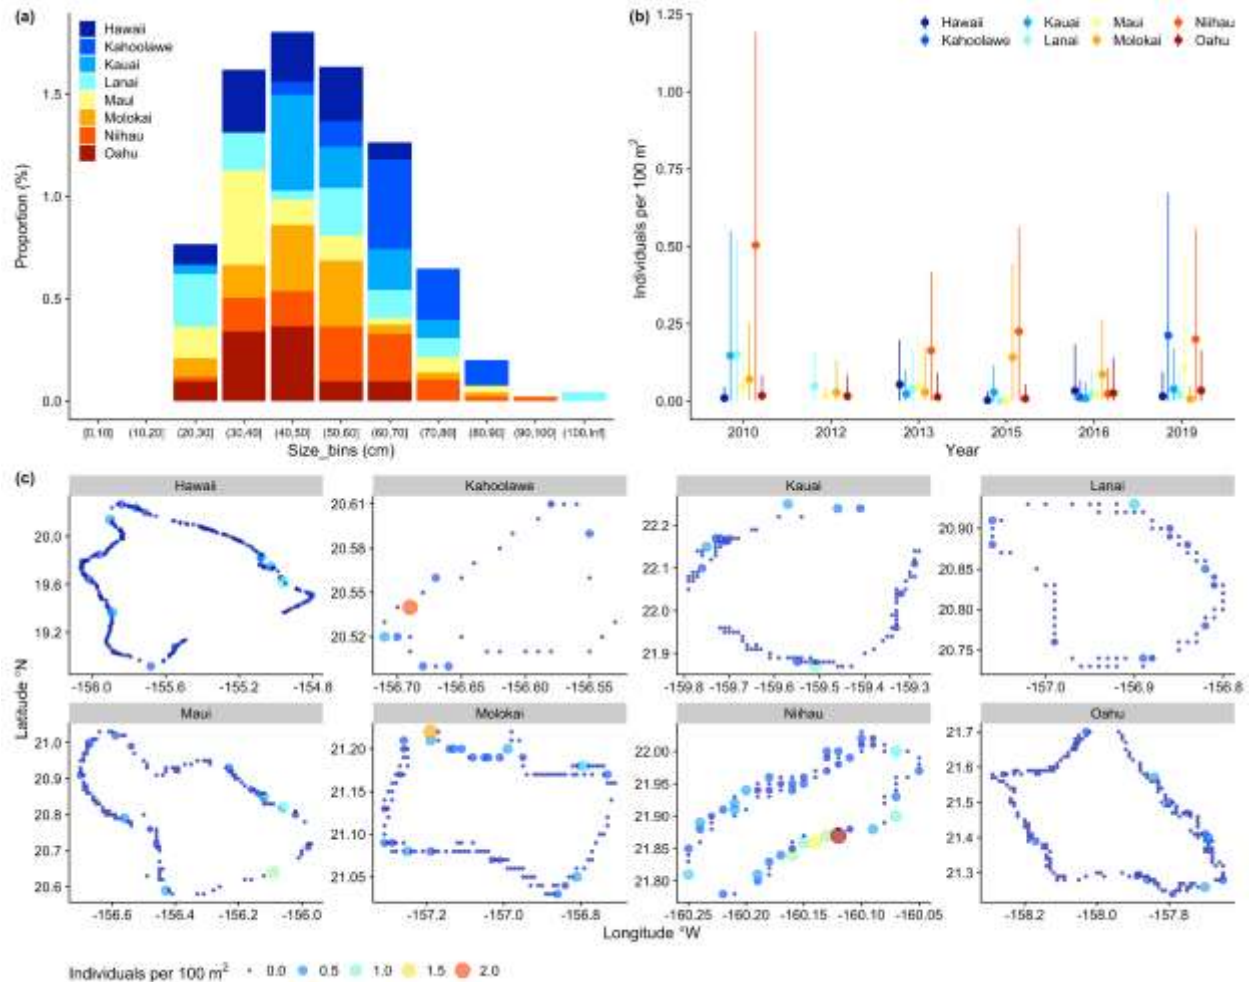 (a)
Hawaii
Kahoolawe
Kauai
Lanai
Maui
Molokai
Niihau
Oahu
Proportion (%)
1.5
1.0
0.5
0.0
[0,10] (10,20] (20,30] (30,40] (40,50] (50,60] (60,70] (70,80] (80,90] (90,100] (100,Inf]
Size_bins (cm)
(b)
Hawaii Kauai Maui Niihau
Kahoolawe Lanai Molokai Oahu
Individuals per 100 m²
1.25
1.00
0.75
0.50
0.25
0.00
2010 2012 2013 2015 2016 2019
Year
(c)
Latitude °N
Hawaii
20.0
19.6
19.2
-156.0 -155.6 -155.2 -154.8
Kahoolawe
20.61
20.58
20.55
20.52
-156.70 -156.65 -156.60 -156.55
Kauai
22.2
22.1
22.0
21.9
-159.8 -159.7 -159.6 -159.5 -159.4 -159.3
Lanai
20.90
20.85
20.80
20.75
-157.0 -156.9 -156.8
Maui
21.0
20.9
20.8
20.7
20.6
-156.6 -156.4 -156.2 -156.0
Molokai
21.20
21.15
21.10
21.05
-157.2 -157.0 -156.8
Niihau
22.00
21.95
21.90
21.85
21.80
-160.25 -160.20 -160.15 -160.10 -160.05
Oahu
21.7
21.6
21.5
21.4
21.3
-158.2 -158.0 -157.8
Longitude °W
Individuals per 100 m² 0.0 0.5 1.0 1.5 2.0